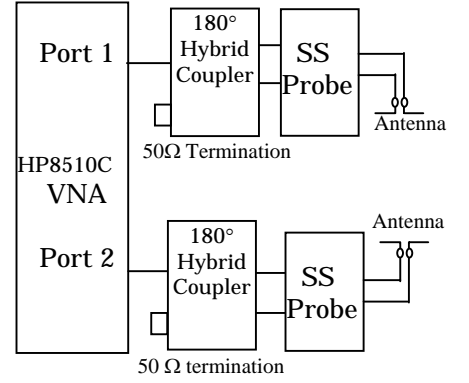 Port 1
180°
Hybrid
Coupler
SS
Probe
Antenna
50Ω Termination
HP8510C
VNA
Port 2
180°
Hybrid
Coupler
SS
Probe
Antenna
50 Ω termination